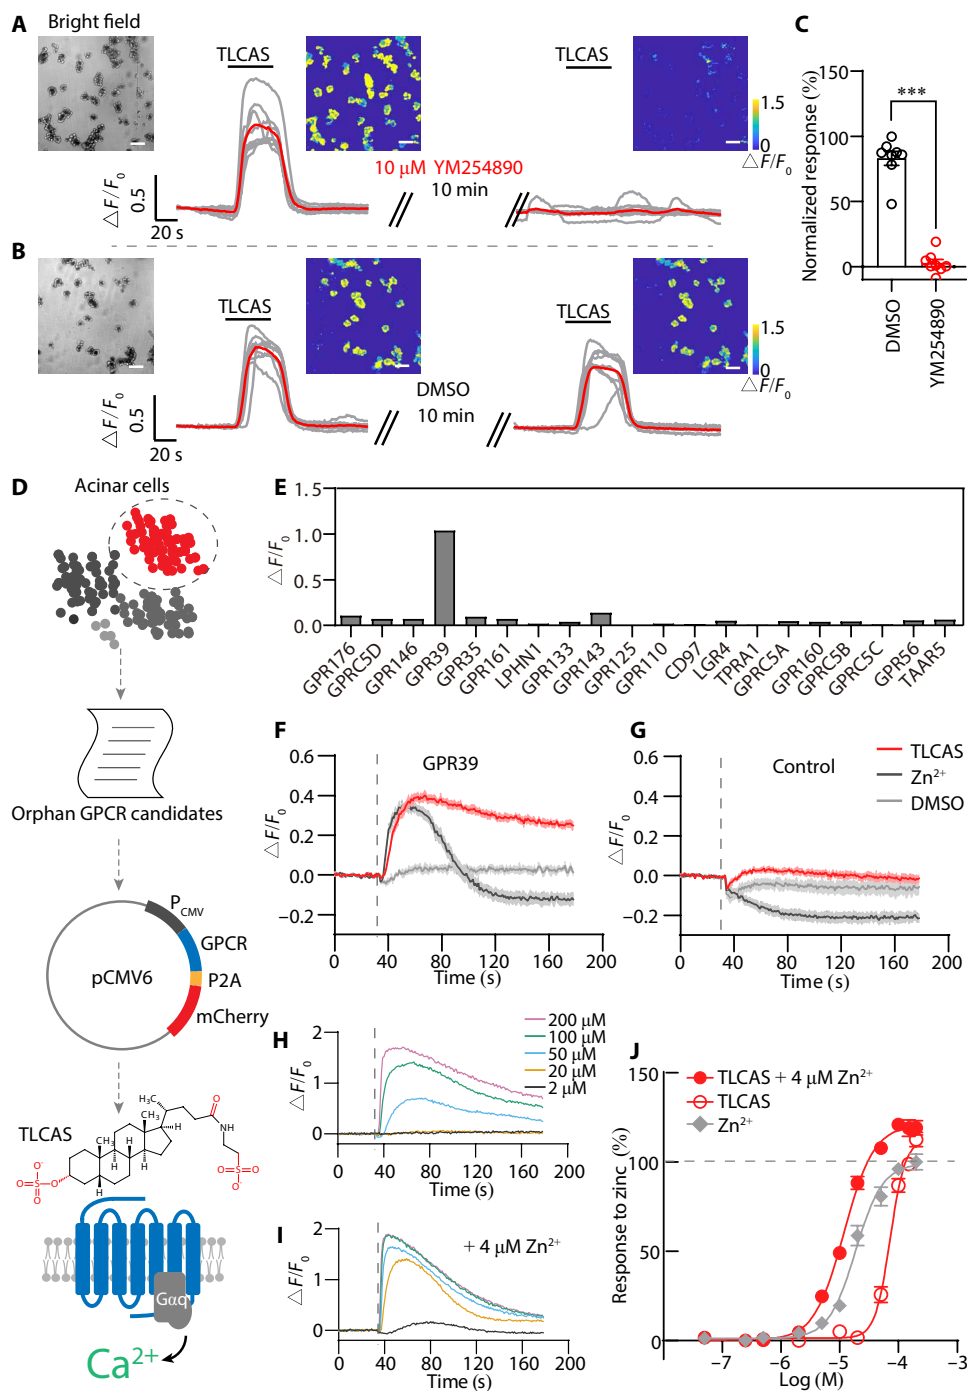 A
Bright field
TLCAS
1.5
0
△F/F₀
△F/F₀
0.5
20 s
10 μM YM254890
10 min
B
TLCAS
TLCAS
1.5
0
△F/F₀
△F/F₀
0.5
20 s
DMSO
10 min
C
Normalized response (%)
150
100
50
0
***
DMSO
YM254890
D
Acinar cells
Orphan GPCR candidates
P_CMV
GPCR
P2A
mCherry
pCMV6
TLCAS
H₃C
CH₃
CH₃
H
H
H
H
O
NH
O
O
S
O⁻
O⁻
O
S
O
O
Gαq
Ca²⁺
E
△F/F₀
1.5
1.0
0.5
0.0
GPR176
GPRC5D
GPR146
GPR39
GPR35
GPR161
LPHN1
GPR133
GPR143
GPR125
GPR110
CD97
LGR4
TPRA1
GPRC5A
GPR160
GPRC5B
GPRC5C
GPR56
TAAR5
F
GPR39
△F/F₀
0.6
0.4
0.2
0.0
−0.2
0 40 80 120 160 200
Time (s)
G
Control
TLCAS
Zn²⁺
DMSO
△F/F₀
0.6
0.4
0.2
0.0
−0.2
0 40 80 120 160 200
Time (s)
H
△F/F₀
2
1
0
200 μM
100 μM
50 μM
20 μM
2 μM
0 40 80 120 160 200
Time (s)
I
+ 4 μM Zn²⁺
△F/F₀
2
1
0
0 40 80 120 160 200
Time (s)
J
TLCAS + 4 μM Zn²⁺
TLCAS
Zn²⁺
Response to zinc (%)
150
100
50
0
−7 −6 −5 −4 −3
Log (M)